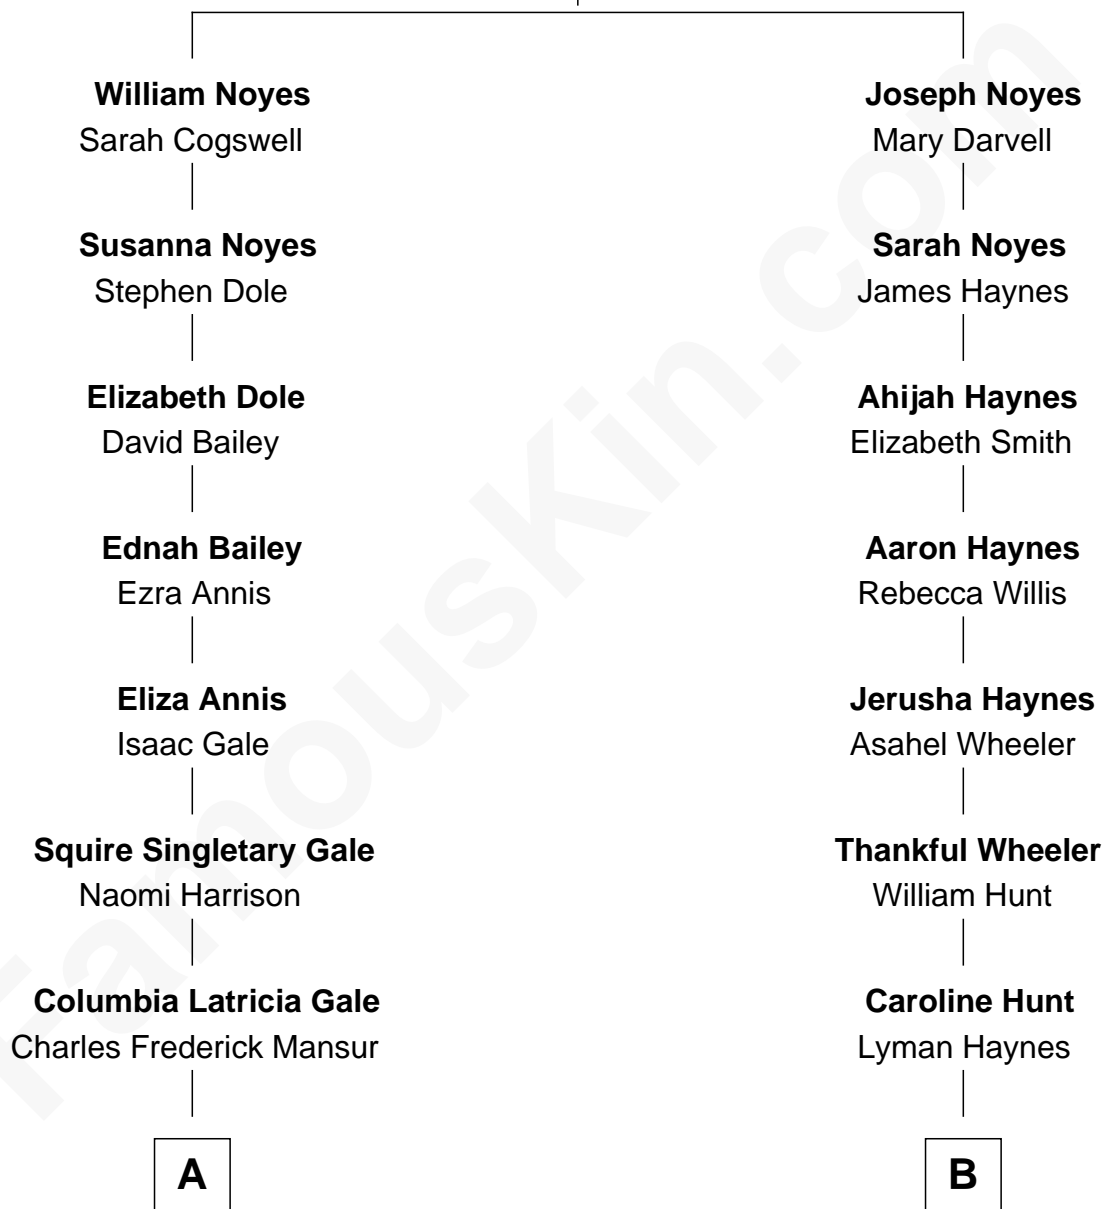 William Noyes
Sarah Cogswell
Susanna Noyes
Stephen Dole
Elizabeth Dole
David Bailey
Ednah Bailey
Ezra Annis
Eliza Annis
Isaac Gale
Squire Singletary Gale
Naomi Harrison
Columbia Latricia Gale
Charles Frederick Mansur
A
Joseph Noyes
Mary Darvell
Sarah Noyes
James Haynes
Ahijah Haynes
Elizabeth Smith
Aaron Haynes
Rebecca Willis
Jerusha Haynes
Asahel Wheeler
Thankful Wheeler
William Hunt
Caroline Hunt
Lyman Haynes
B
FamousKin.com